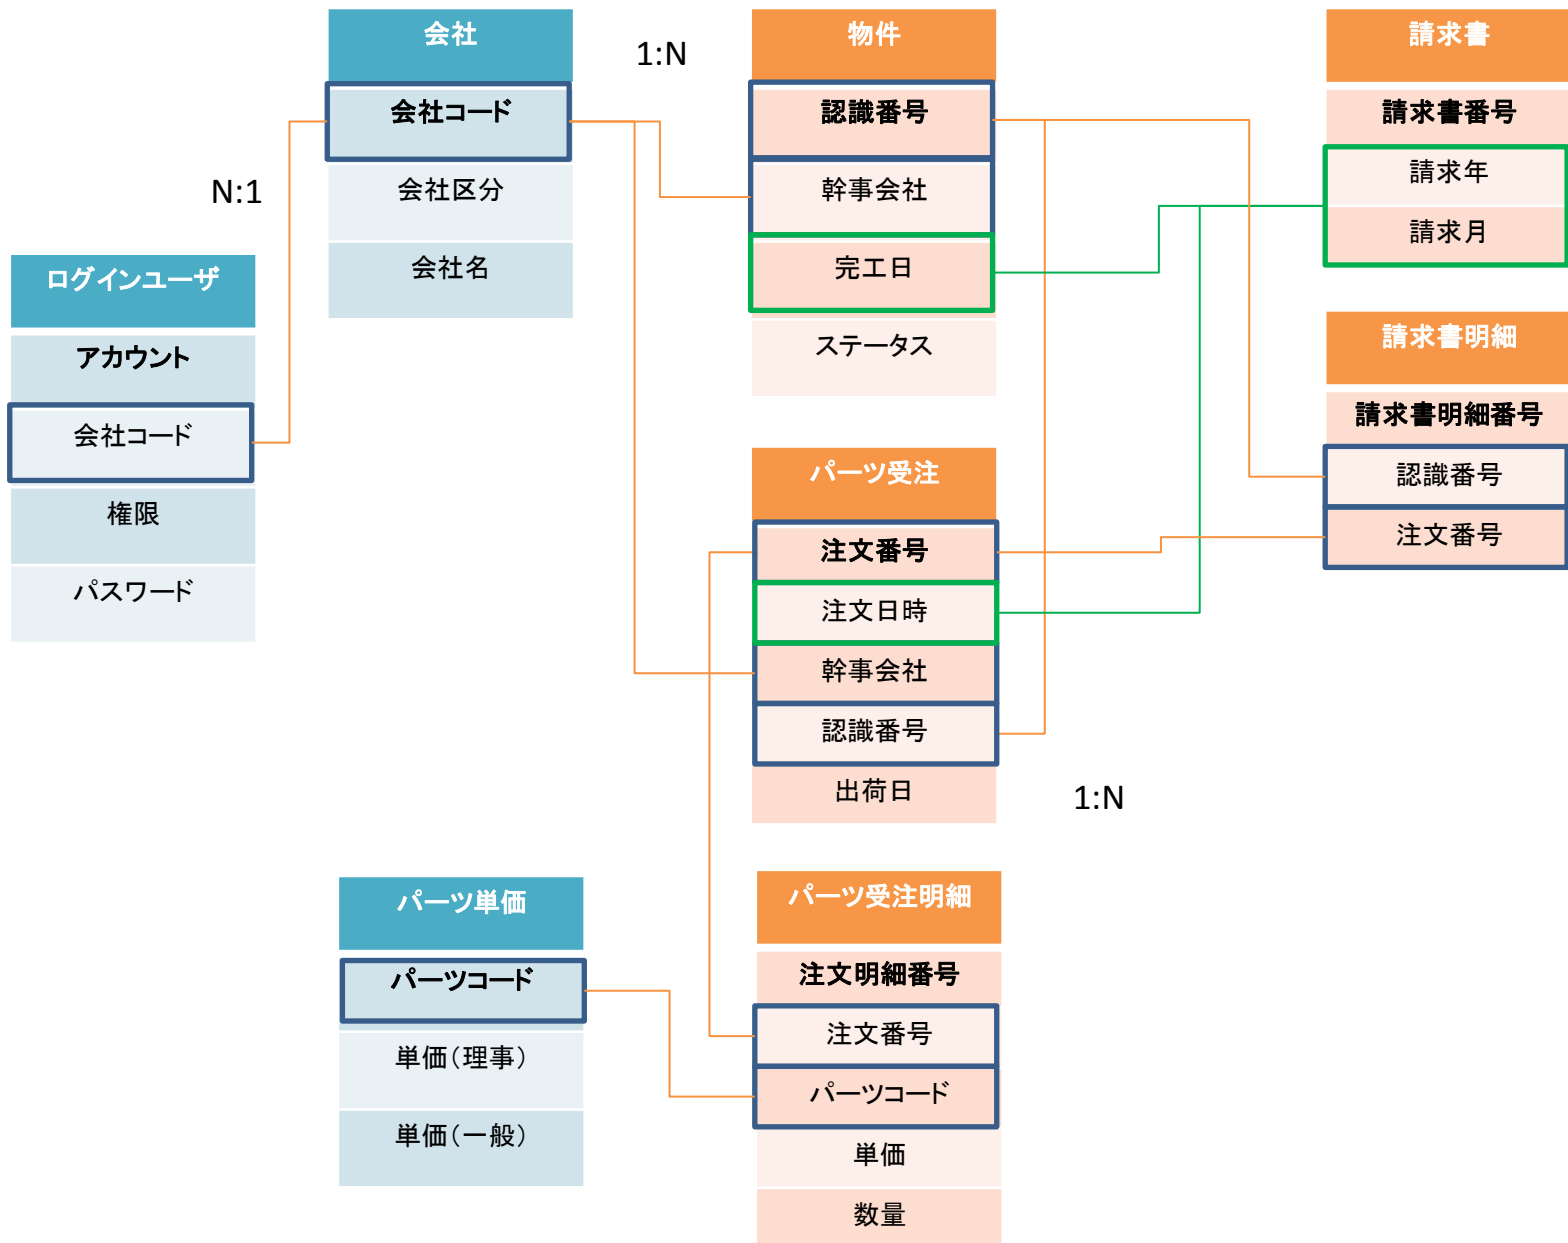 会社
会社コード
会社区分
会社名
1:N
N:1
ログインユーザ
アカウント
会社コード
権限
パスワード
物件
認識番号
幹事会社
完工日
ステータス
請求書
請求書番号
請求年
請求月
請求書明細
請求書明細番号
認識番号
注文番号
パーツ受注
注文番号
注文日時
幹事会社
認識番号
出荷日
1:N
パーツ単価
パーツコード
単価(理事)
単価(一般)
パーツ受注明細
注文明細番号
注文番号
パーツコード
単価
数量